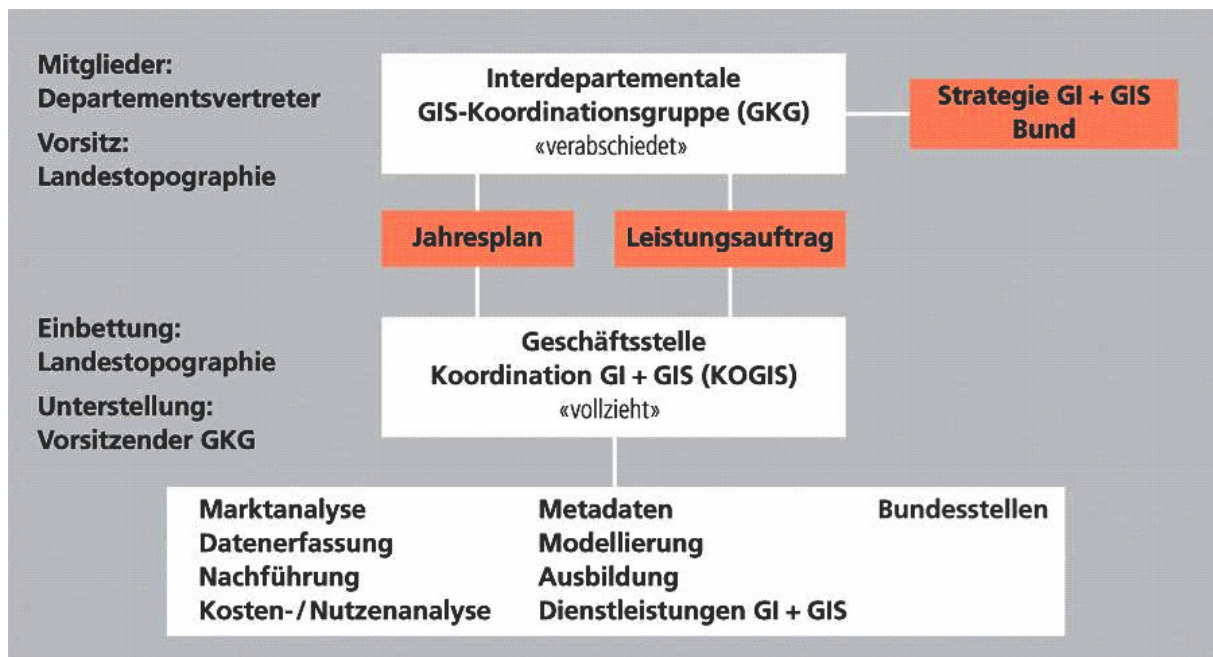 Mitglieder:
Departementsvertreter
Vorsitz:
Landestopographie
Interdepartementale
GIS-Koordinationsgruppe (GKG)
«verabschiedet»
Strategie GI + GIS
Bund
Jahresplan
Leistungsauftrag
Einbettung:
Landestopographie
Unterstellung:
Vorsitzender GKG
Geschäftsstelle
Koordination GI + GIS (KOGIS)
«vollzieht»
Marktanalyse
Datenerfassung
Nachführung
Kosten-/Nutzenanalyse
Metadaten
Modellierung
Ausbildung
Dienstleistungen GI + GIS
Bundesstellen